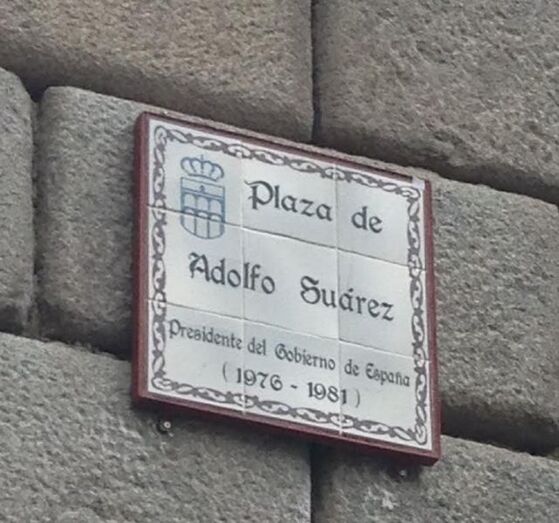 Plaza de
Adolfo Suárez
Presidente del Gobierno de España
(1976 - 1981)